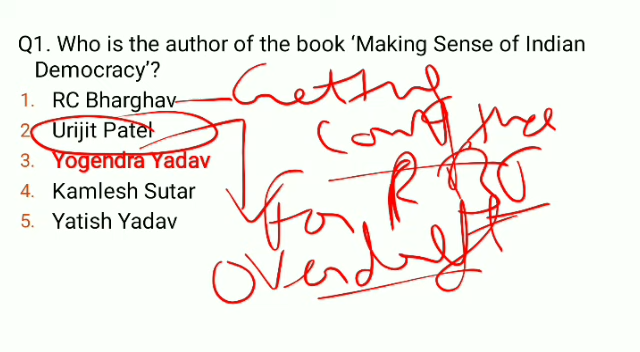 Q1. Who is the author of the book ‘Making Sense of Indian
Democracy’?
1. RC Bharghav
Getting
2. Urijit Patel
3. Yogendra Yadav
4. Kamlesh Sutar
5. Yatish Yadav
Overdraft